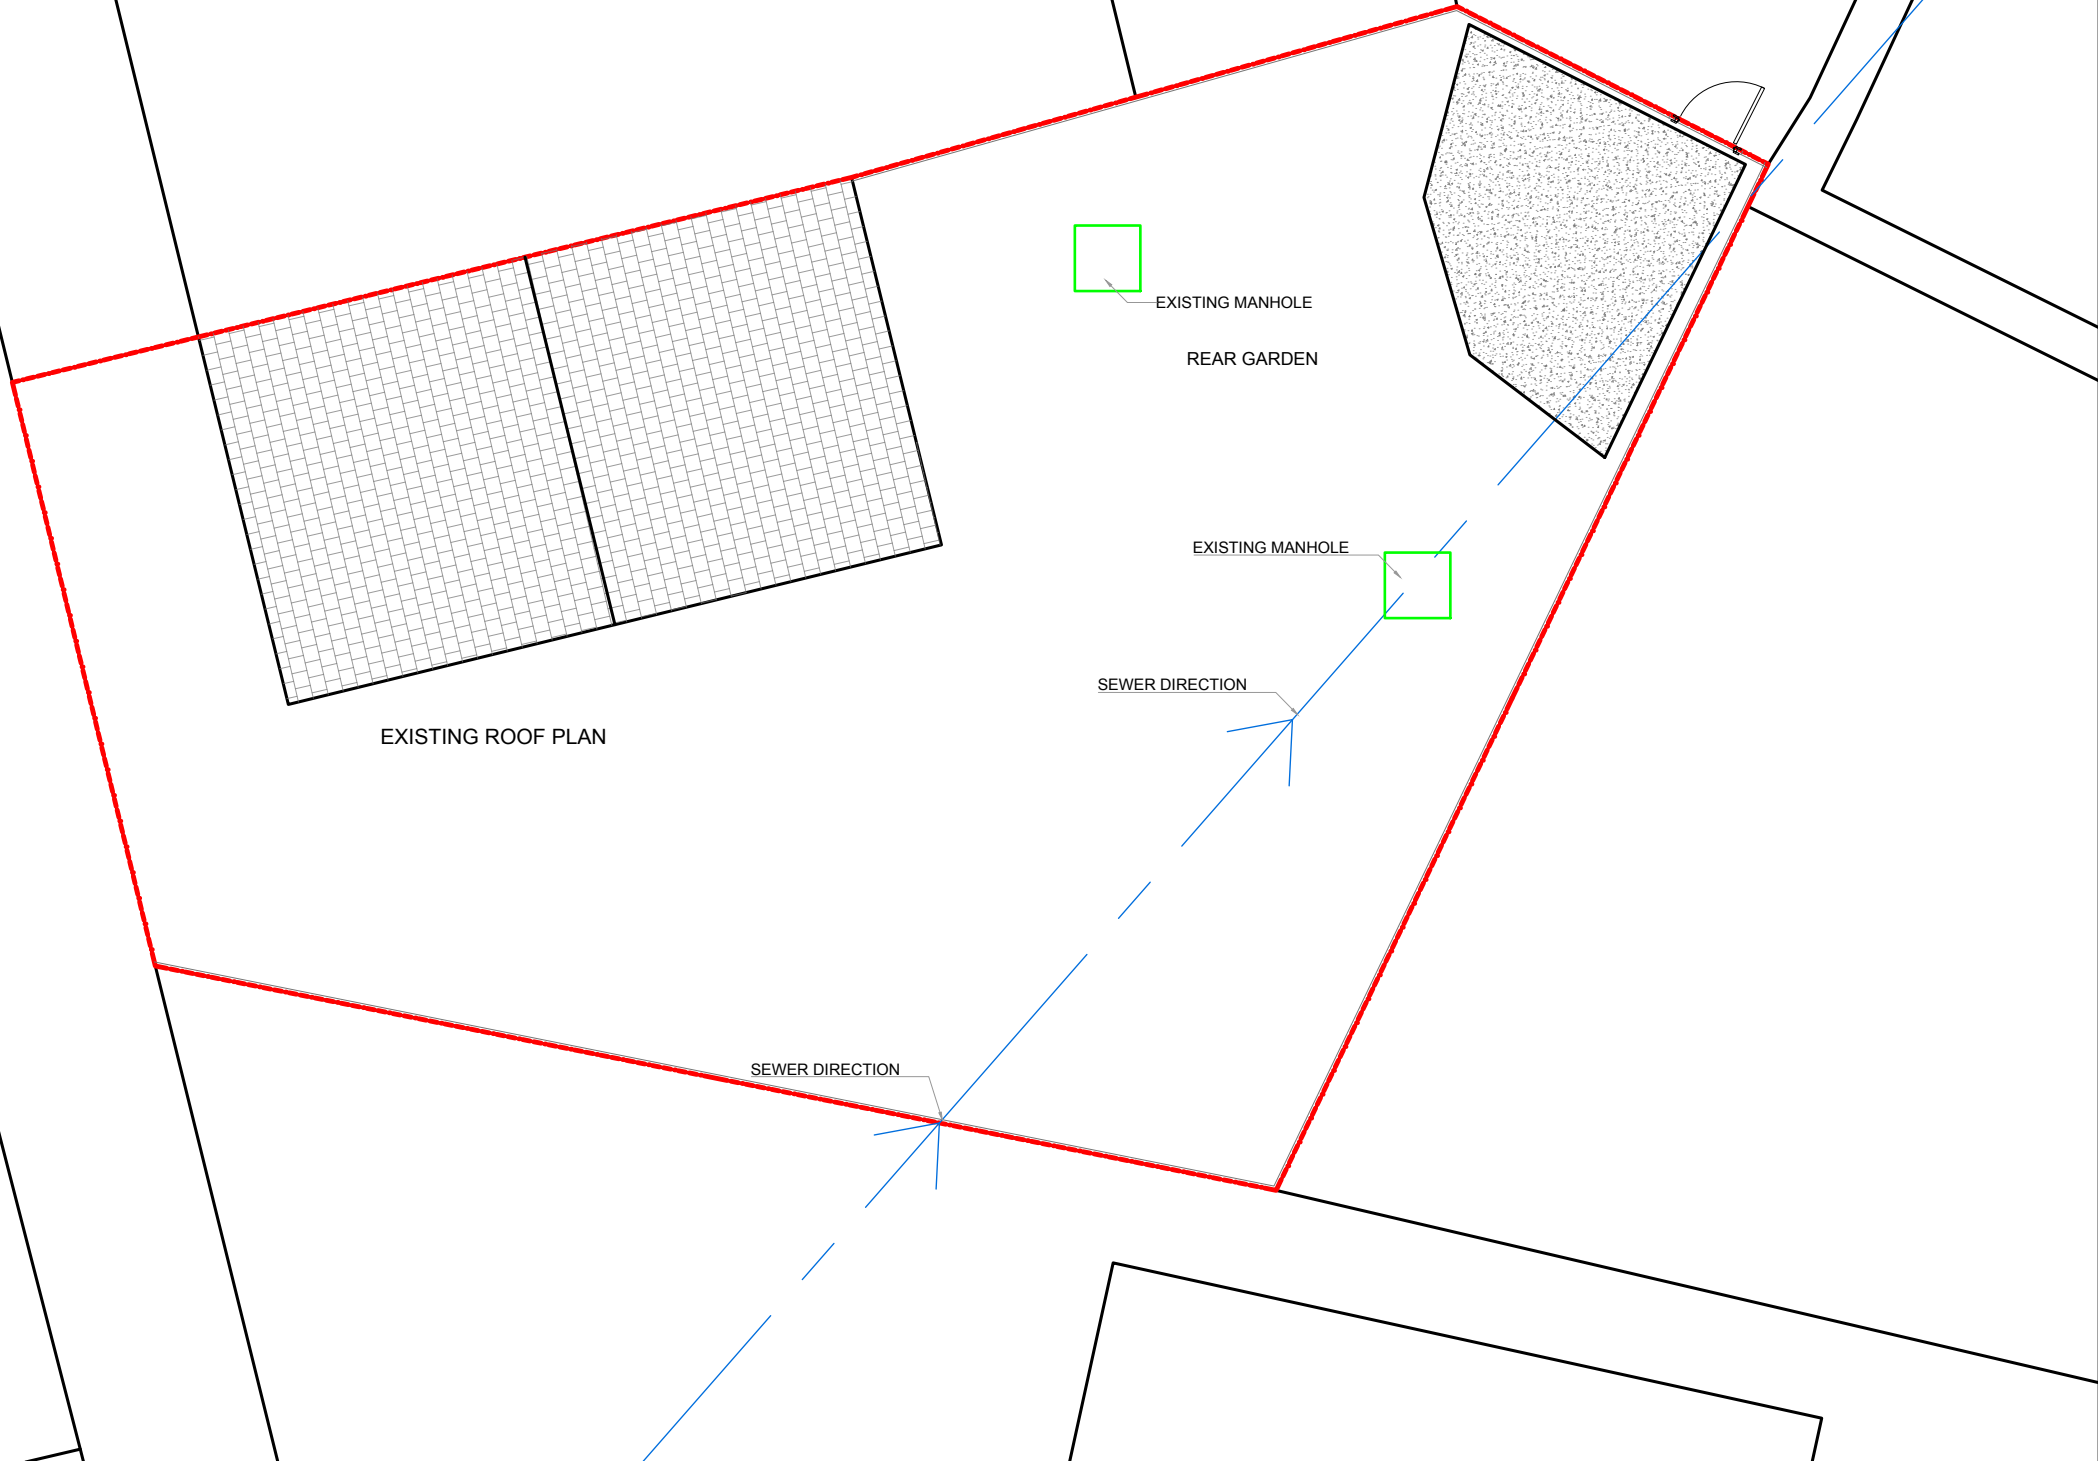 EXISTING MANHOLE
REAR GARDEN
EXISTING MANHOLE
SEWER DIRECTION
EXISTING ROOF PLAN
SEWER DIRECTION